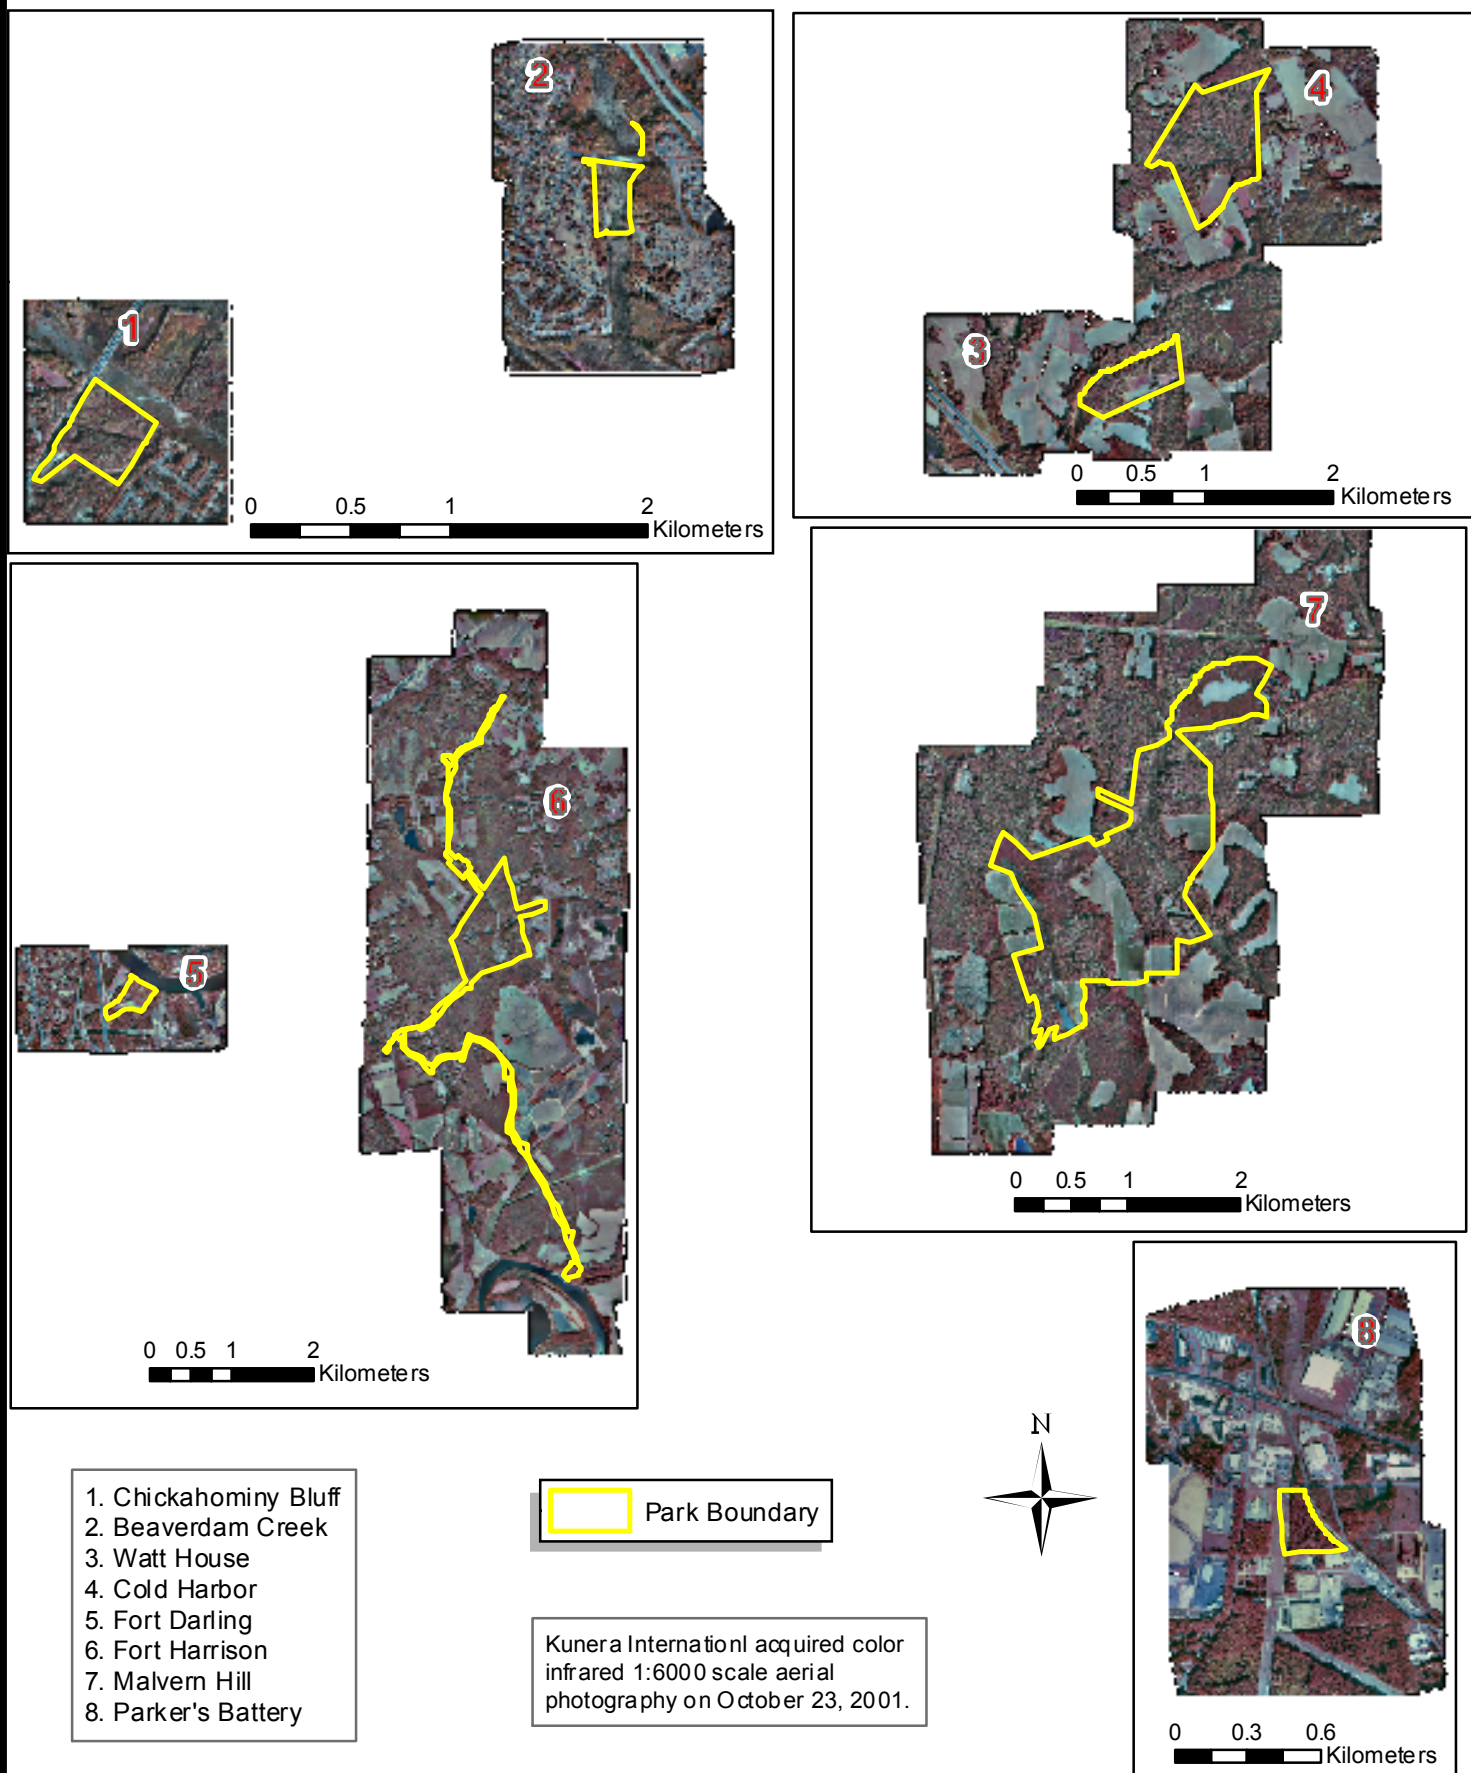 2
1
0 0.5 1 2
Kilometers
4
3
0 0.5 1 2
Kilometers
6
5
0 0.5 1 2
Kilometers
7
0 0.5 1 2
Kilometers
8
0 0.3 0.6
Kilometers
1. Chickahominy Bluff
2. Beaverdam Creek
3. Watt House
4. Cold Harbor
5. Fort Darling
6. Fort Harrison
7. Malvern Hill
8. Parker's Battery
Park Boundary
N
Kunera Internationl acquired color
infrared 1:6000 scale aerial
photography on October 23, 2001.